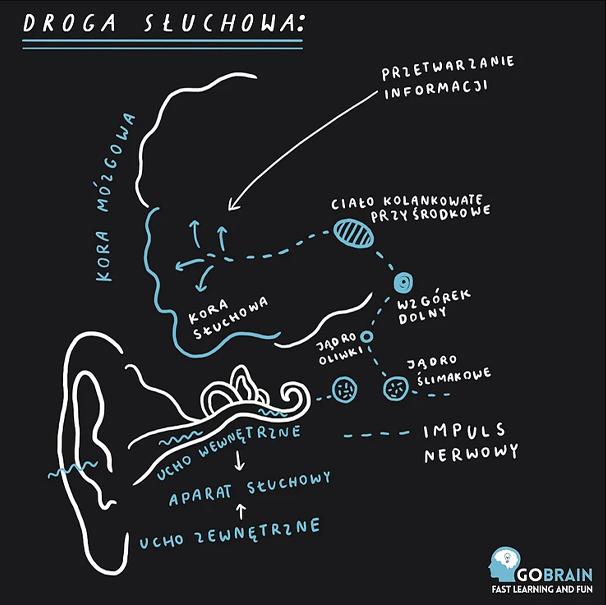 DROGA SŁUCHOWA:
PRZETWARZANIE
INFORMACJI
KORA MÓZGOWA
CIAŁO KOLANKOWATE
PRZYŚRODKOWE
KORA
SŁUCHOWA
WZGÓREK
DOLNY
JĄDRO
OLIWKI
JĄDRO
ŚLIMAKOWE
UCHO WEWNĘTRZNE
IMPULS
NERWOWY
APARAT SŁUCHOWY
UCHO ZEWNĘTRZNE
GOBRAIN
FAST LEARNING AND FUN